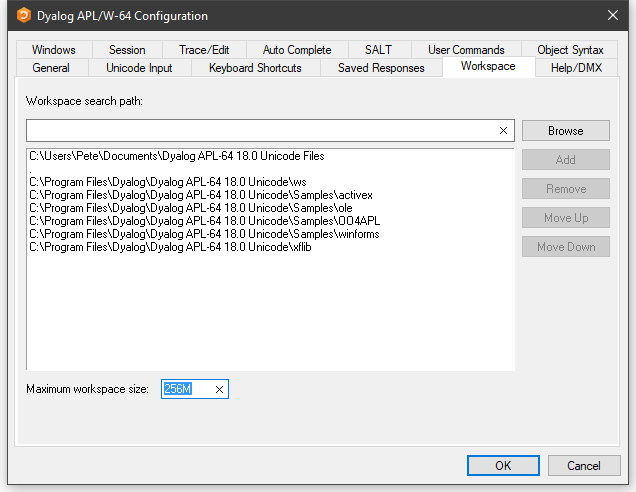 Dyalog APL/W-64 Configuration
Windows Session Trace/Edit Auto Complete SALT User Commands Object Syntax
General Unicode Input Keyboard Shortcuts Saved Responses Workspace Help/DMX
Workspace search path:
Browse
C:\Users\Pete\Documents\Dyalog APL-64 18.0 Unicode Files
Add
.
C:\Program Files\Dyalog\Dyalog APL-64 18.0 Unicode\ws
Remove
C:\Program Files\Dyalog\Dyalog APL-64 18.0 Unicode\Samples\activex
C:\Program Files\Dyalog\Dyalog APL-64 18.0 Unicode\Samples\ole
Move Up
C:\Program Files\Dyalog\Dyalog APL-64 18.0 Unicode\Samples\OO4APL
C:\Program Files\Dyalog\Dyalog APL-64 18.0 Unicode\Samples\winforms
Move Down
C:\Program Files\Dyalog\Dyalog APL-64 18.0 Unicode\xflib
Maximum workspace size: 256M
OK Cancel